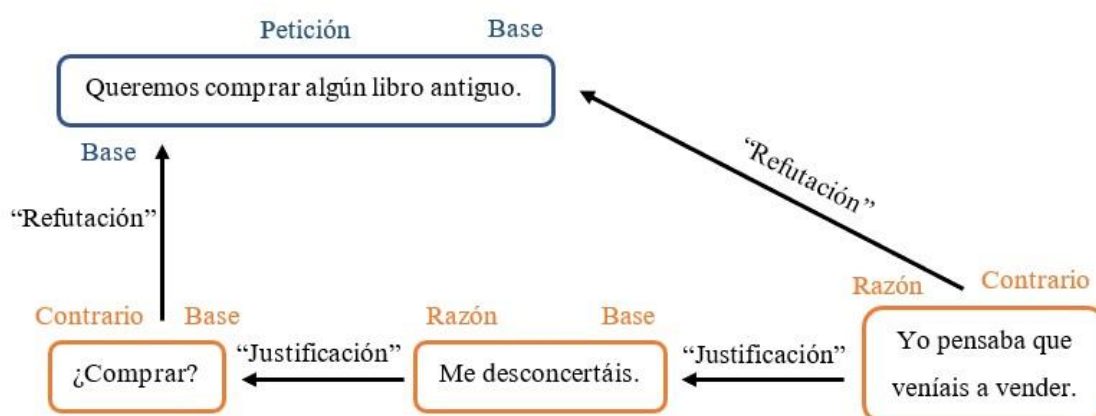 Petición Base
Queremos comprar algún libro antiguo.
Base
“Refutación”
“Refutación”
Contrario Base
Razón Base
Razón Contrario
¿Comprar?
“Justificación”
Me desconcertáis.
“Justificación”
Yo pensaba que
veníais a vender.